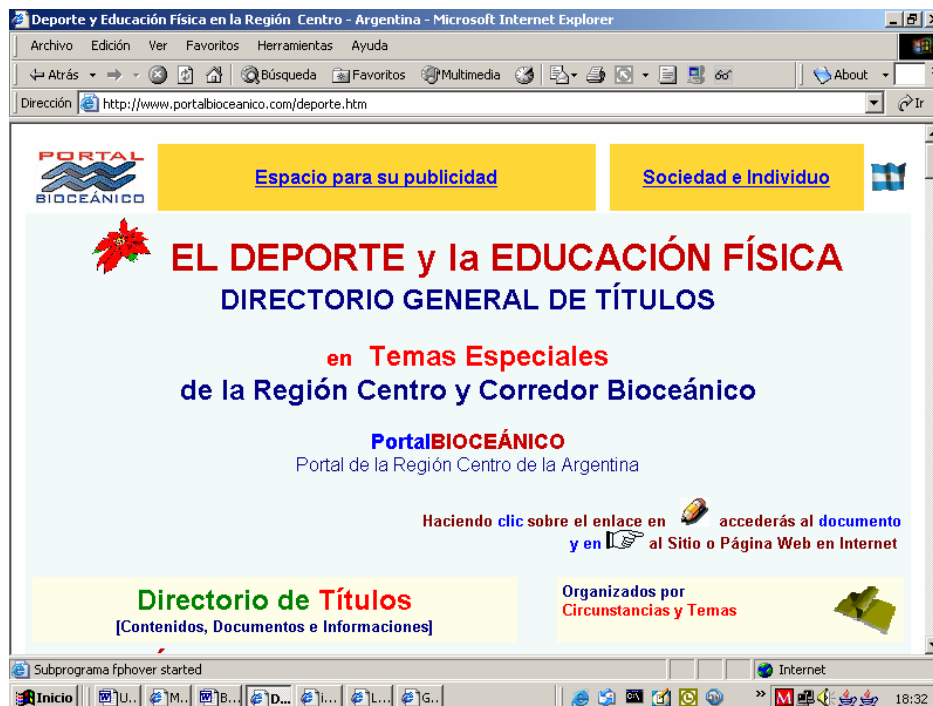 Deporte y Educación Física en la Región Centro - Argentina - Microsoft Internet Explorer
Archivo Edición Ver Favoritos Herramientas Ayuda
Atrás Búsqueda Favoritos Multimedia About
Dirección http://www.portalbioceanico.com/deporte.htm Ir
PORTAL
BIOCEÁNICO
Espacio para su publicidad Sociedad e Individuo
EL DEPORTE y la EDUCACIÓN FÍSICA
DIRECTORIO GENERAL DE TÍTULOS
en Temas Especiales
de la Región Centro y Corredor Bioceánico
PortalBIOCEÁNICO
Portal de la Región Centro de la Argentina
Haciendo clic sobre el enlace en accederás al documento
y en al Sitio o Página Web en Internet
Directorio de Títulos
[Contenidos, Documentos e Informaciones]
Organizados por
Circunstancias y Temas
Subprograma fphover started Internet
Inicio U.. M.. B... D... i... L... G.. » 18:32